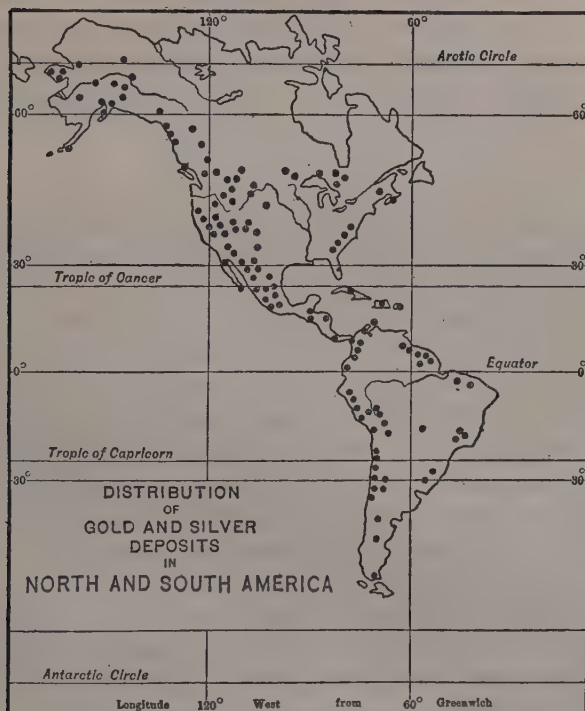 120° 60°
Arctic Circle
60° 60°
30° 30°
Tropic of Cancer
0° Equator 0°
Tropic of Capricorn
30° 30°
DISTRIBUTION
OF
GOLD AND SILVER
DEPOSITS
IN
NORTH AND SOUTH AMERICA
Antarctic Circle
Longitude 120° West from 60° Greenwich